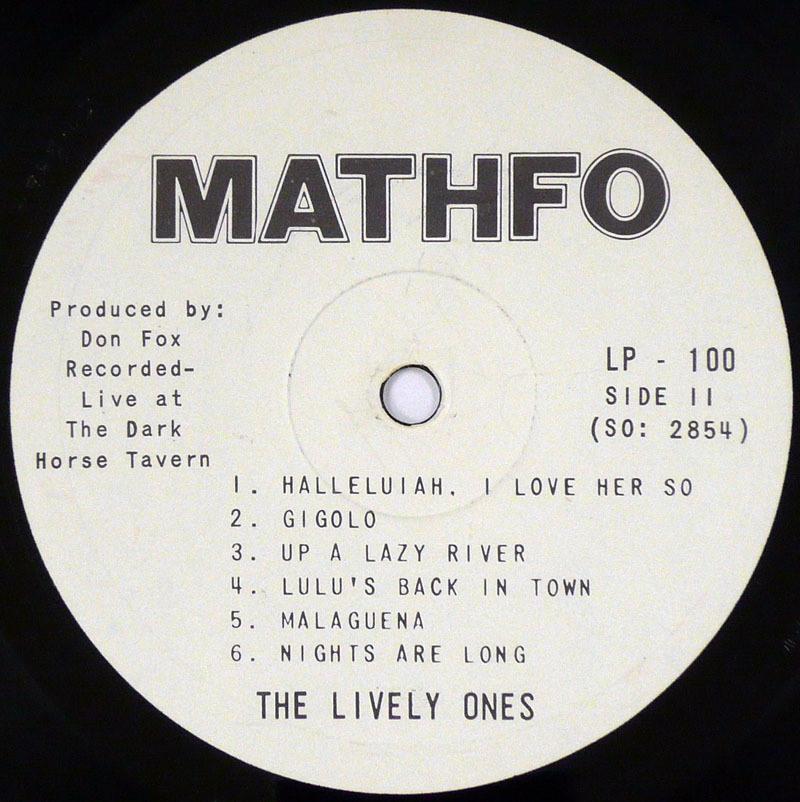 MATHFO
Produced by:
Don Fox
Recorded-
Live at
The Dark
Horse Tavern
LP - 100
SIDE II
(SO: 2854)
1. HALLELUIAH. I LOVE HER SO
2. GIGOLO
3. UP A LAZY RIVER
4. LULU'S BACK IN TOWN
5. MALAGUENA
6. NIGHTS ARE LONG
THE LIVELY ONES